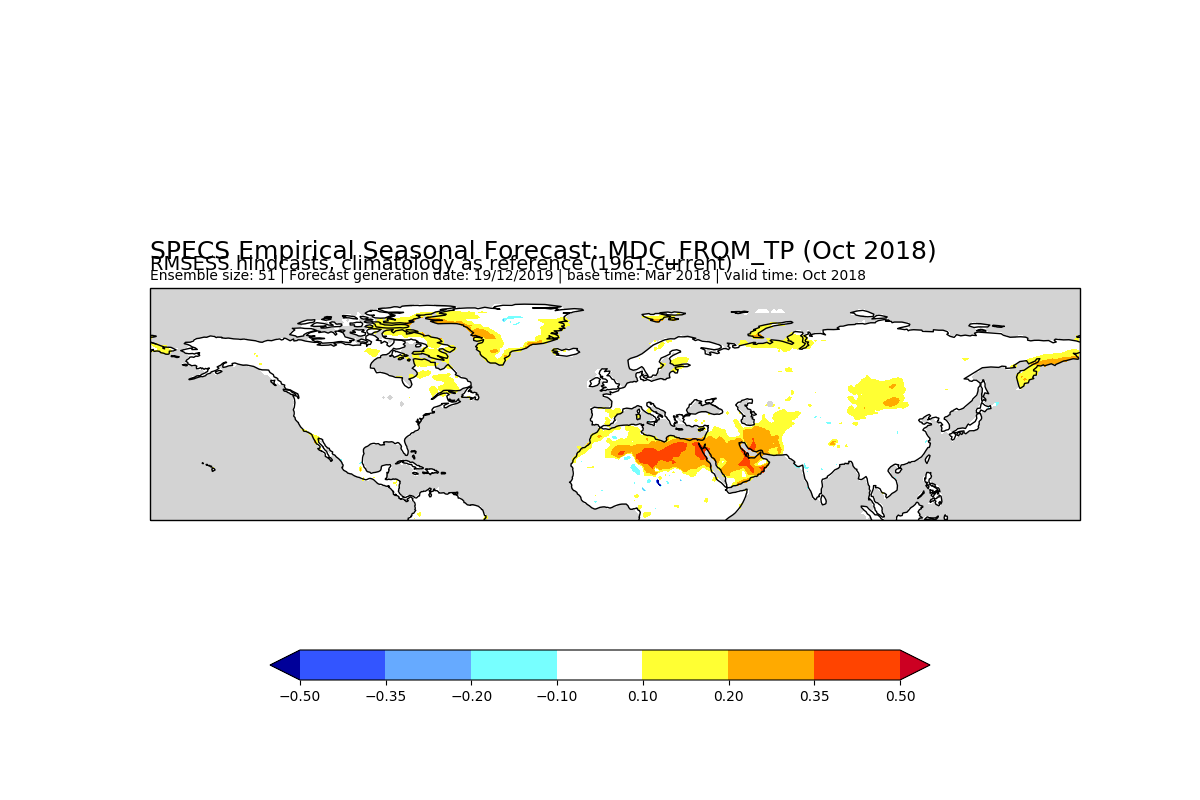 SPECS Empirical Seasonal Forecast: MDC_FROM_TP (Oct 2018)
RMSESS hindcasts, climatology as reference (1961-current)
Ensemble size: 51 | Forecast generation date: 19/12/2019 | base time: Mar 2018 | valid time: Oct 2018
−0.50 −0.35 −0.20 −0.10 0.10 0.20 0.35 0.50